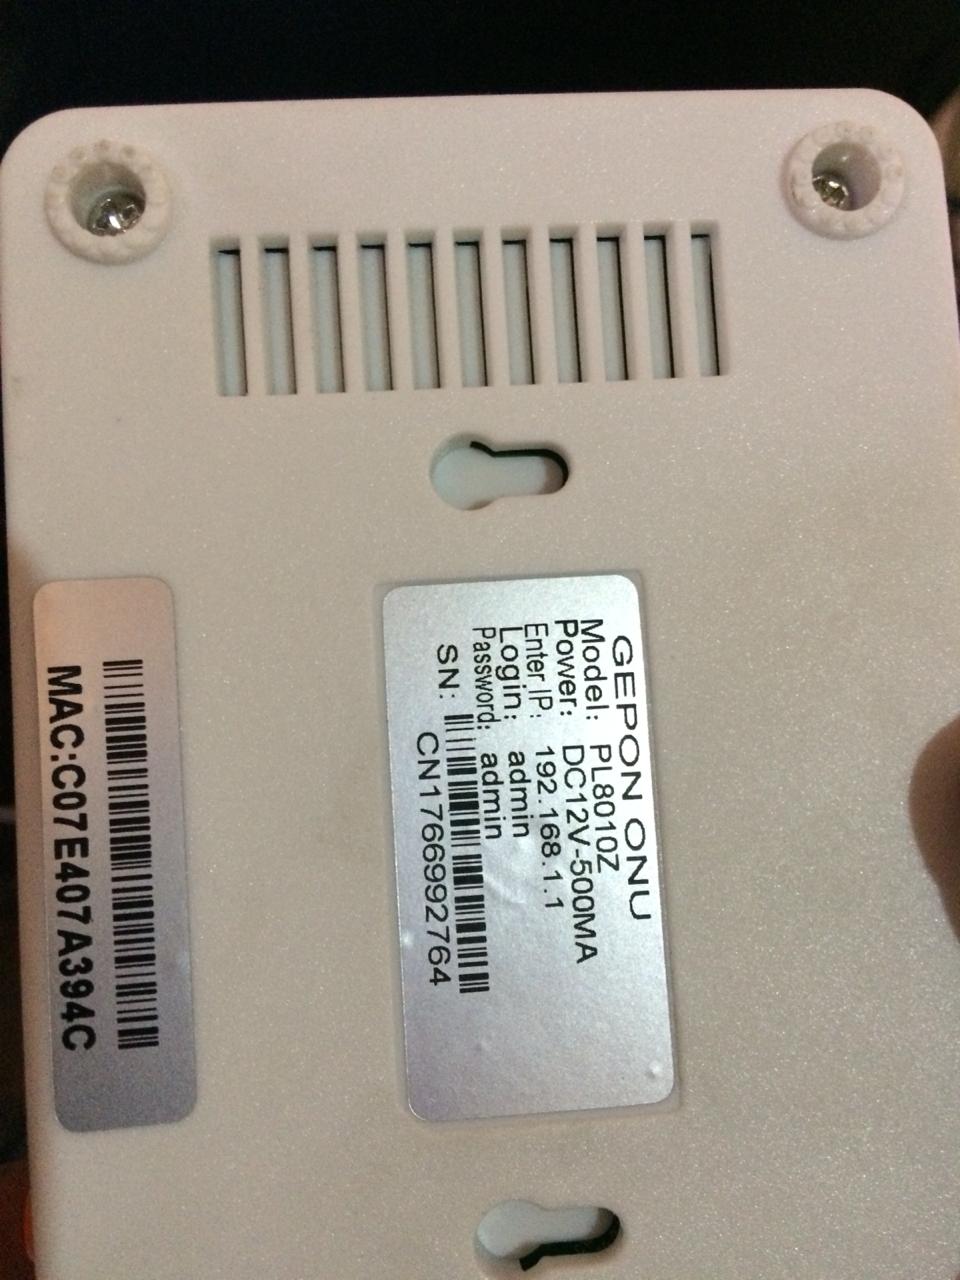 GEPON ONU
Model: PL8010Z
Power: DC12V-500MA
Enter IP: 192.168.1.1
Login: admin
Password: admin
SN:
CN1766992764
MAC:C07E407A394C